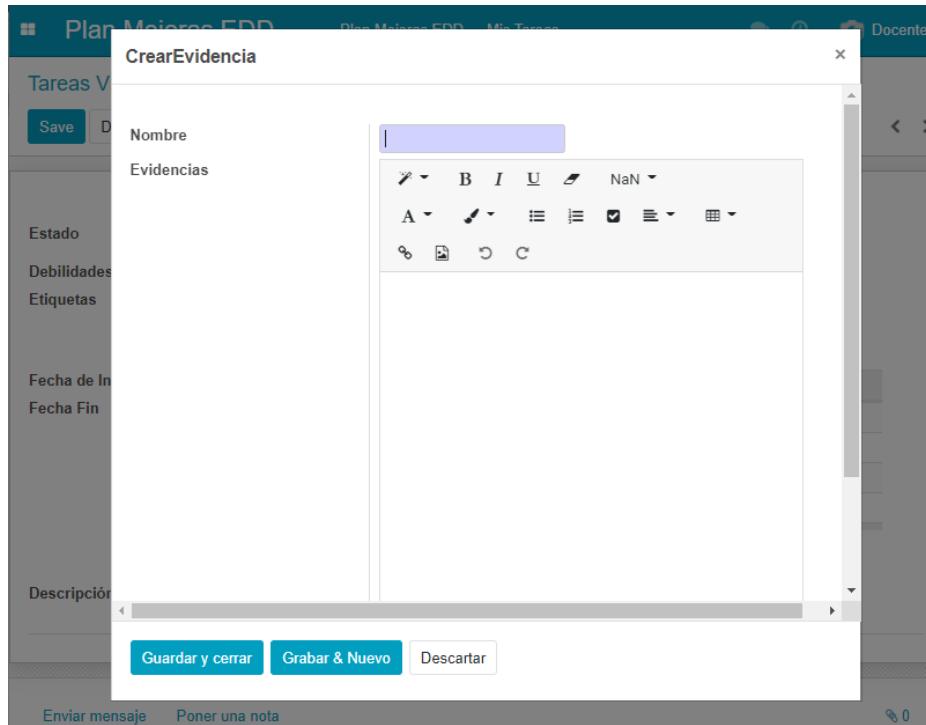 Plan Mejoras EDD Plan Mejoras EDD Mis Tareas Docente
CrearEvidencia ×
Tareas V
Save D
Nombre
Evidencias
B I U NaN
A
Estado
Debilidades
Etiquetas
Fecha de In
Fecha Fin
Descripción
Guardar y cerrar Grabar & Nuevo Descartar
Enviar mensaje Poner una nota 0